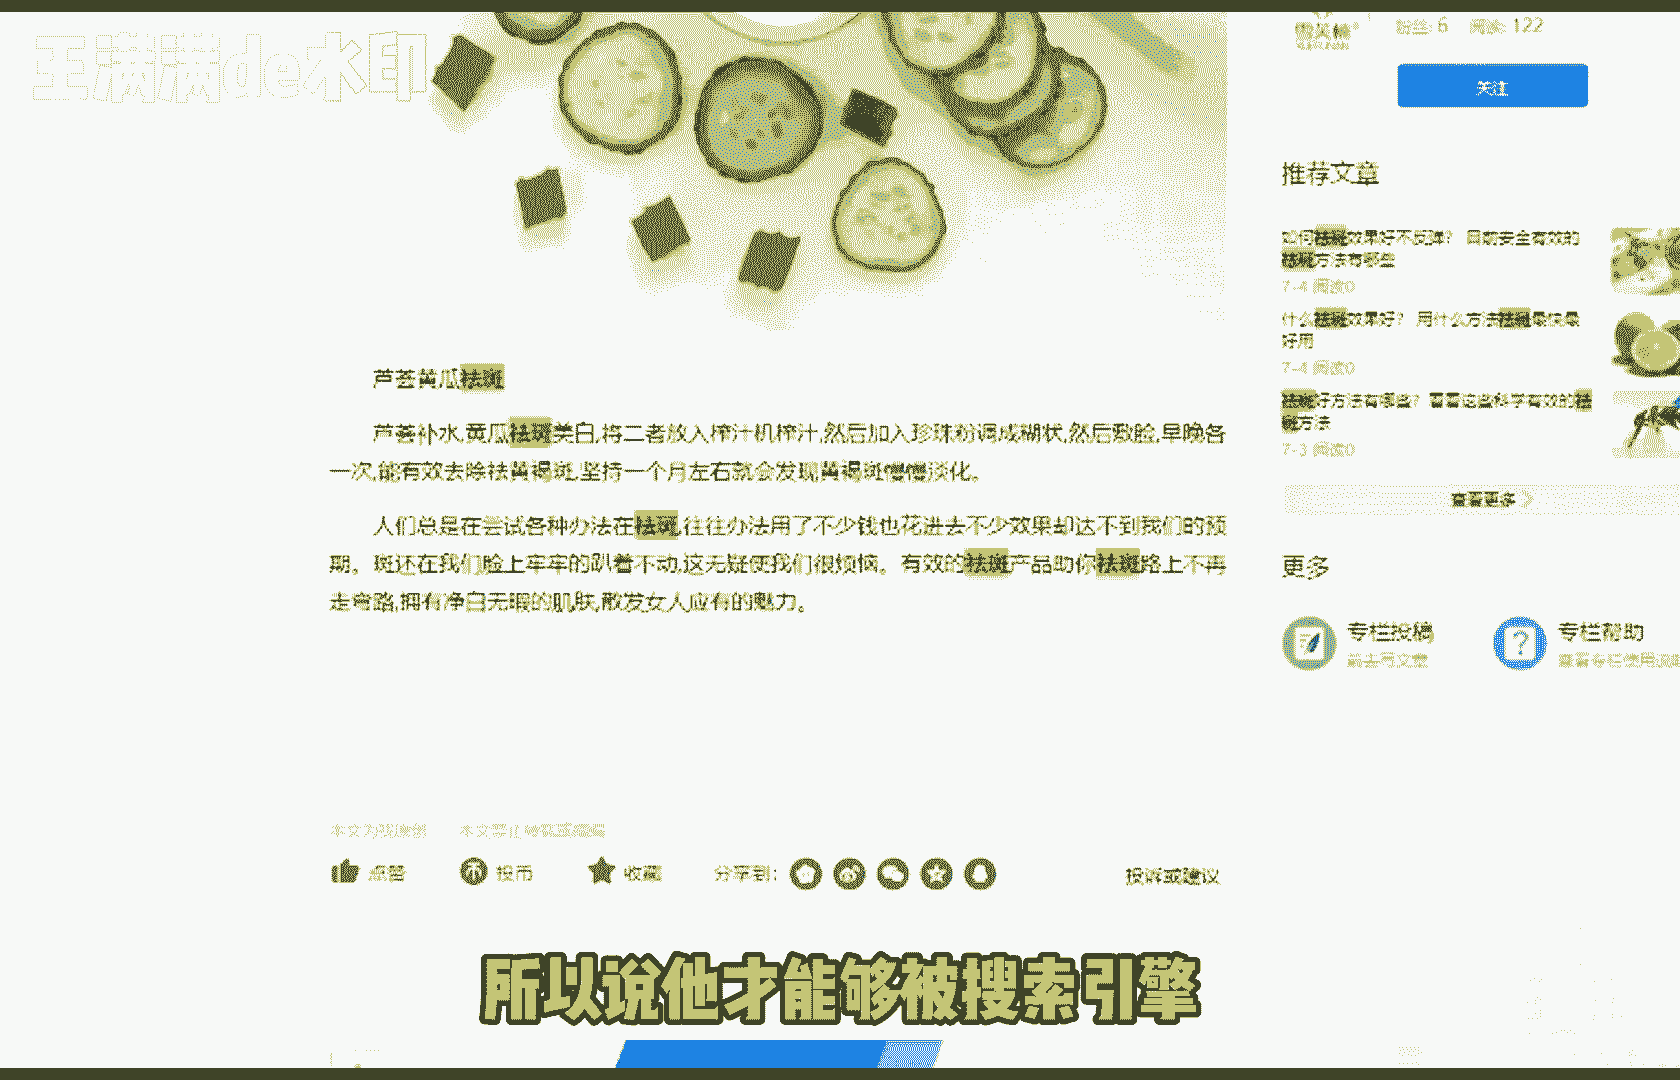 王满满de水印
粉丝: 6 阅读: 122
关注
推荐文章
如何祛斑效果好不反弹? 目前安全有效的
祛斑方法有哪些
7-4 阅读0
什么祛斑效果好? 用什么方法祛斑最快最
好用
7-4 阅读0
祛斑好方法有哪些? 看看这些科学有效的祛
斑方法
7-3 阅读0
查看更多
更多
专栏投稿
前去写文章
专栏帮助
查看专栏使用说明
芦荟黄瓜祛斑
芦荟补水,黄瓜祛斑美白,将二者放入榨汁机榨汁,然后加入珍珠粉调成糊状,然后敷脸,早晚各
一次,能有效去除祛黄褐斑,坚持一个月左右就会发现黄褐斑慢慢淡化。
人们总是在尝试各种办法在祛斑,往往办法用了不少钱也花进去不少效果却达不到我们的预
期。斑还在我们脸上牢牢的趴着不动,这无疑使我们很烦恼。有效的祛斑产品助你祛斑路上不再
走弯路,拥有净白无暇的肌肤,散发女人应有的魅力。
本文为我原创 本文禁止转载或摘编
点赞 投币 收藏 分享到: 投诉或建议
所以说他才能够被搜索引擎